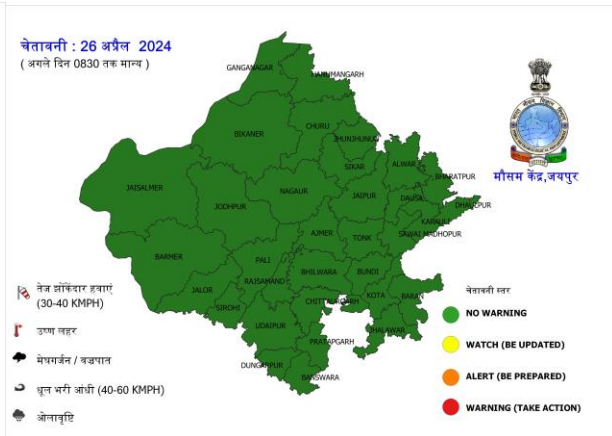 चेतावनी : 26 अप्रैल 2024
( अगले दिन 0830 तक मान्य )
GANGANAGAR
HANUMANGARH
CHURU
BIKANER
JHUNJHUNU
SIKAR
ALWAR
BHARATPUR
मौसम केंद्र,जयपुर
JAISALMER
NAGAUR
JAIPUR
DAUSA
DHAULPUR
JODHPUR
KARAULI
AJMER
TONK
SAWAI MADHOPUR
BARMER
PALI
BHILWARA
BUNDI
RAJSAMAND
JALOR
CHITTAURGARH
KOTA
BARAN
SIROHI
UDAIPUR
JHALAWAR
PRATAPGARH
DUNGARPUR
BANSWARA
तेज झोंकेदार हवाएं
(30-40 KMPH)
उष्ण लहर
मेघगर्जन / वज्रपात
धूल भरी आंधी (40-60 KMPH)
ओलावृष्टि
चेतावनी स्तर
NO WARNING
WATCH (BE UPDATED)
ALERT (BE PREPARED)
WARNING (TAKE ACTION)